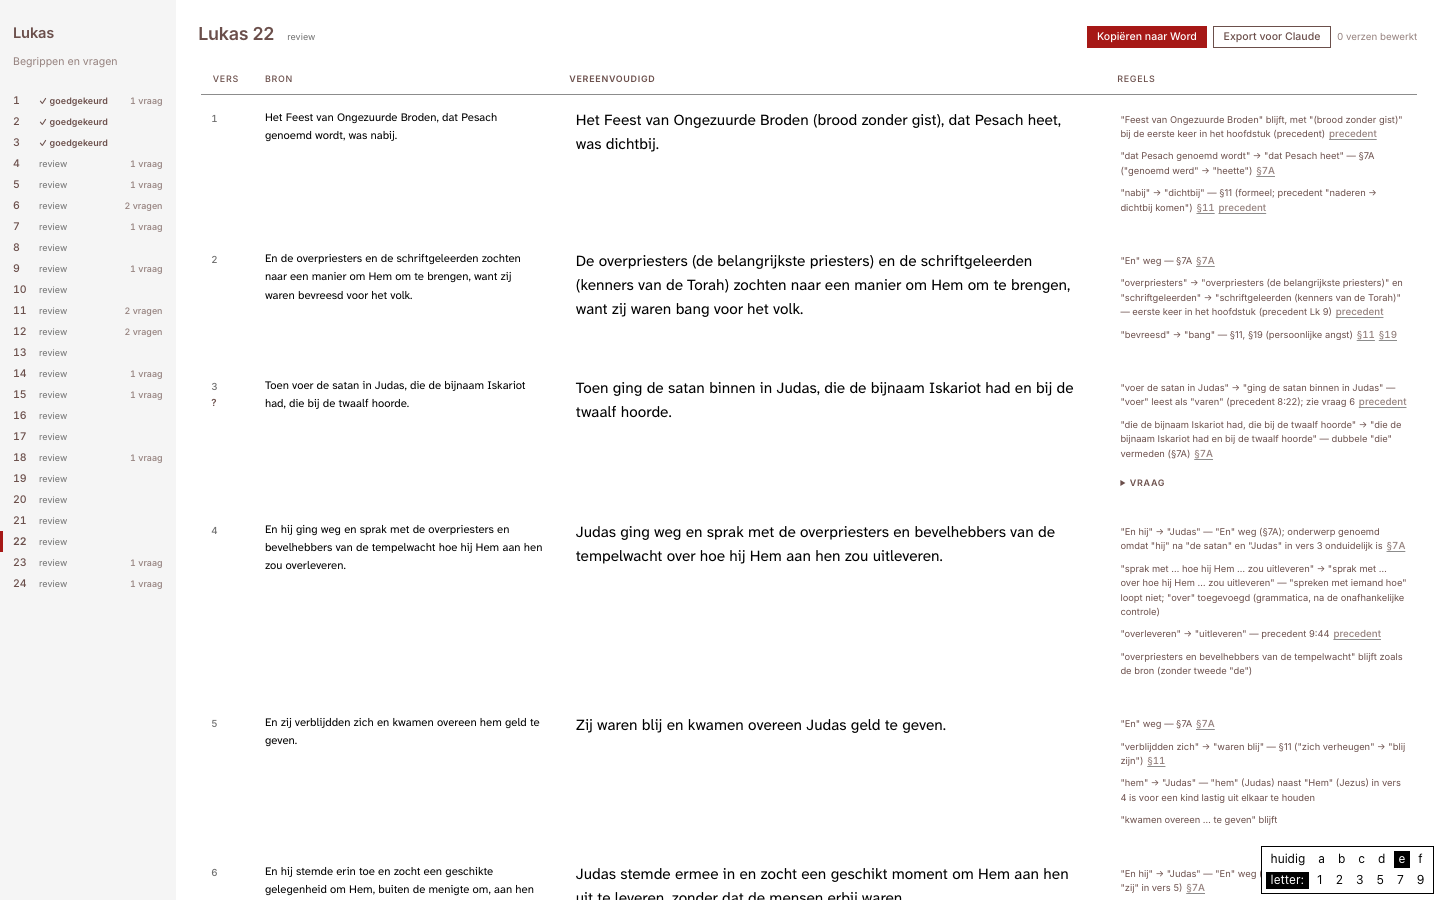 Lukas
Begrippen en vragen
1 ✓ goedgekeurd 1 vraag
2 ✓ goedgekeurd
3 ✓ goedgekeurd
4 review 1 vraag
5 review 1 vraag
6 review 2 vragen
7 review 1 vraag
8 review
9 review 1 vraag
10 review
11 review 2 vragen
12 review 2 vragen
13 review
14 review 1 vraag
15 review 1 vraag
16 review
17 review
18 review 1 vraag
19 review
20 review
21 review
22 review
23 review 1 vraag
24 review 1 vraag
Lukas 22 review
Kopiëren naar Word Export voor Claude 0 verzen bewerkt
VERS BRON VEREENVOUDIGD REGELS
1
Het Feest van Ongezuurde Broden, dat Pesach
genoemd wordt, was nabij.
Het Feest van Ongezuurde Broden (brood zonder gist), dat Pesach heet,
was dichtbij.
"Feest van Ongezuurde Broden" blijft, met "(brood zonder gist)"
bij de eerste keer in het hoofdstuk (precedent) precedent
"dat Pesach genoemd wordt" → "dat Pesach heet" — §7A
("genoemd werd" → "heette") §7A
"nabij" → "dichtbij" — §11 (formeel; precedent "naderen →
dichtbij komen") §11 precedent
2
En de overpriesters en de schriftgeleerden zochten
naar een manier om Hem om te brengen, want zij
waren bevreesd voor het volk.
De overpriesters (de belangrijkste priesters) en de schriftgeleerden
(kenners van de Torah) zochten naar een manier om Hem om te brengen,
want zij waren bang voor het volk.
"En" weg — §7A §7A
"overpriesters" → "overpriesters (de belangrijkste priesters)" en
"schriftgeleerden" → "schriftgeleerden (kenners van de Torah)"
— eerste keer in het hoofdstuk (precedent Lk 9) precedent
"bevreesd" → "bang" — §11, §19 (persoonlijke angst) §11 §19
3
?
Toen voer de satan in Judas, die de bijnaam Iskariot
had, die bij de twaalf hoorde.
Toen ging de satan binnen in Judas, die de bijnaam Iskariot had en bij de
twaalf hoorde.
"voer de satan in Judas" → "ging de satan binnen in Judas" —
"voer" leest als "varen" (precedent 8:22); zie vraag 6 precedent
"die de bijnaam Iskariot had, die bij de twaalf hoorde" → "die de
bijnaam Iskariot had en bij de twaalf hoorde" — dubbele "die"
vermeden (§7A) §7A
▶ VRAAG
4
En hij ging weg en sprak met de overpriesters en
bevelhebbers van de tempelwacht hoe hij Hem aan hen
zou overleveren.
Judas ging weg en sprak met de overpriesters en bevelhebbers van de
tempelwacht over hoe hij Hem aan hen zou uitleveren.
"En hij" → "Judas" — "En" weg (§7A); onderwerp genoemd
omdat "hij" na "de satan" en "Judas" in vers 3 onduidelijk is §7A
"sprak met ... hoe hij Hem ... zou uitleveren" → "sprak met ...
over hoe hij Hem ... zou uitleveren" — "spreken met iemand hoe"
loopt niet; "over" toegevoegd (grammatica, na de onafhankelijke
controle)
"overleveren" → "uitleveren" — precedent 9:44 precedent
"overpriesters en bevelhebbers van de tempelwacht" blijft zoals
de bron (zonder tweede "de")
5
En zij verblijdden zich en kwamen overeen hem geld te
geven.
Zij waren blij en kwamen overeen Judas geld te geven.
"En" weg — §7A §7A
"verblijdden zich" → "waren blij" — §11 ("zich verheugen" → "blij
zijn") §11
"hem" → "Judas" — "hem" (Judas) naast "Hem" (Jezus) in vers
4 is voor een kind lastig uit elkaar te houden
"kwamen overeen ... te geven" blijft
6
En hij stemde erin toe en zocht een geschikte
gelegenheid om Hem, buiten de menigte om, aan hen
Judas stemde ermee in en zocht een geschikt moment om Hem aan hen
uit te leveren, zonder dat de mensen erbij waren.
"En hij" → "Judas" — "En" weg (
"zij" in vers 5) §7A
huidig a b c d e f
letter: 1 2 3 5 7 9